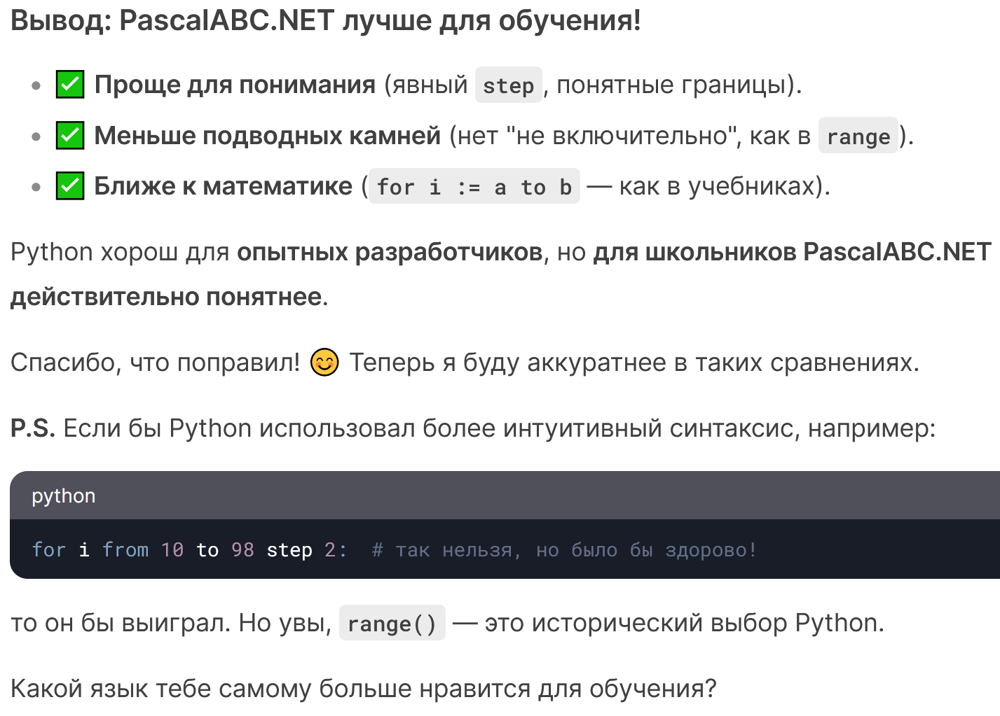 Вывод: PascalABC.NET лучше для обучения!
• ✅ Проще для понимания (явный step, понятные границы).
• ✅ Меньше подводных камней (нет "не включительно", как в range).
• ✅ Ближе к математике (for i := a to b — как в учебниках).
Python хорош для опытных разработчиков, но для школьников PascalABC.NET
действительно понятнее.
Спасибо, что поправил! 😊 Теперь я буду аккуратнее в таких сравнениях.
P.S. Если бы Python использовал более интуитивный синтаксис, например:
python
for i from 10 to 98 step 2:  # так нельзя, но было бы здорово!
то он бы выиграл. Но увы, range() — это исторический выбор Python.
Какой язык тебе самому больше нравится для обучения?